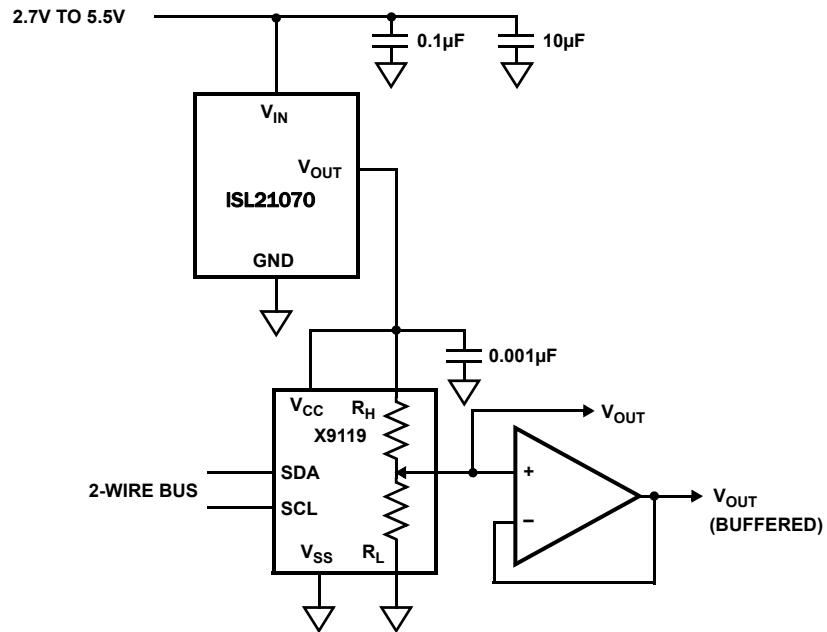 2.7V TO 5.5V
0.1µF
10µF
VIN
VOUT
ISL21070
GND
0.001µF
VCC
RH
X9119
VOUT
SDA
+
2-WIRE BUS
SCL
−
VOUT
(BUFFERED)
VSS
RL